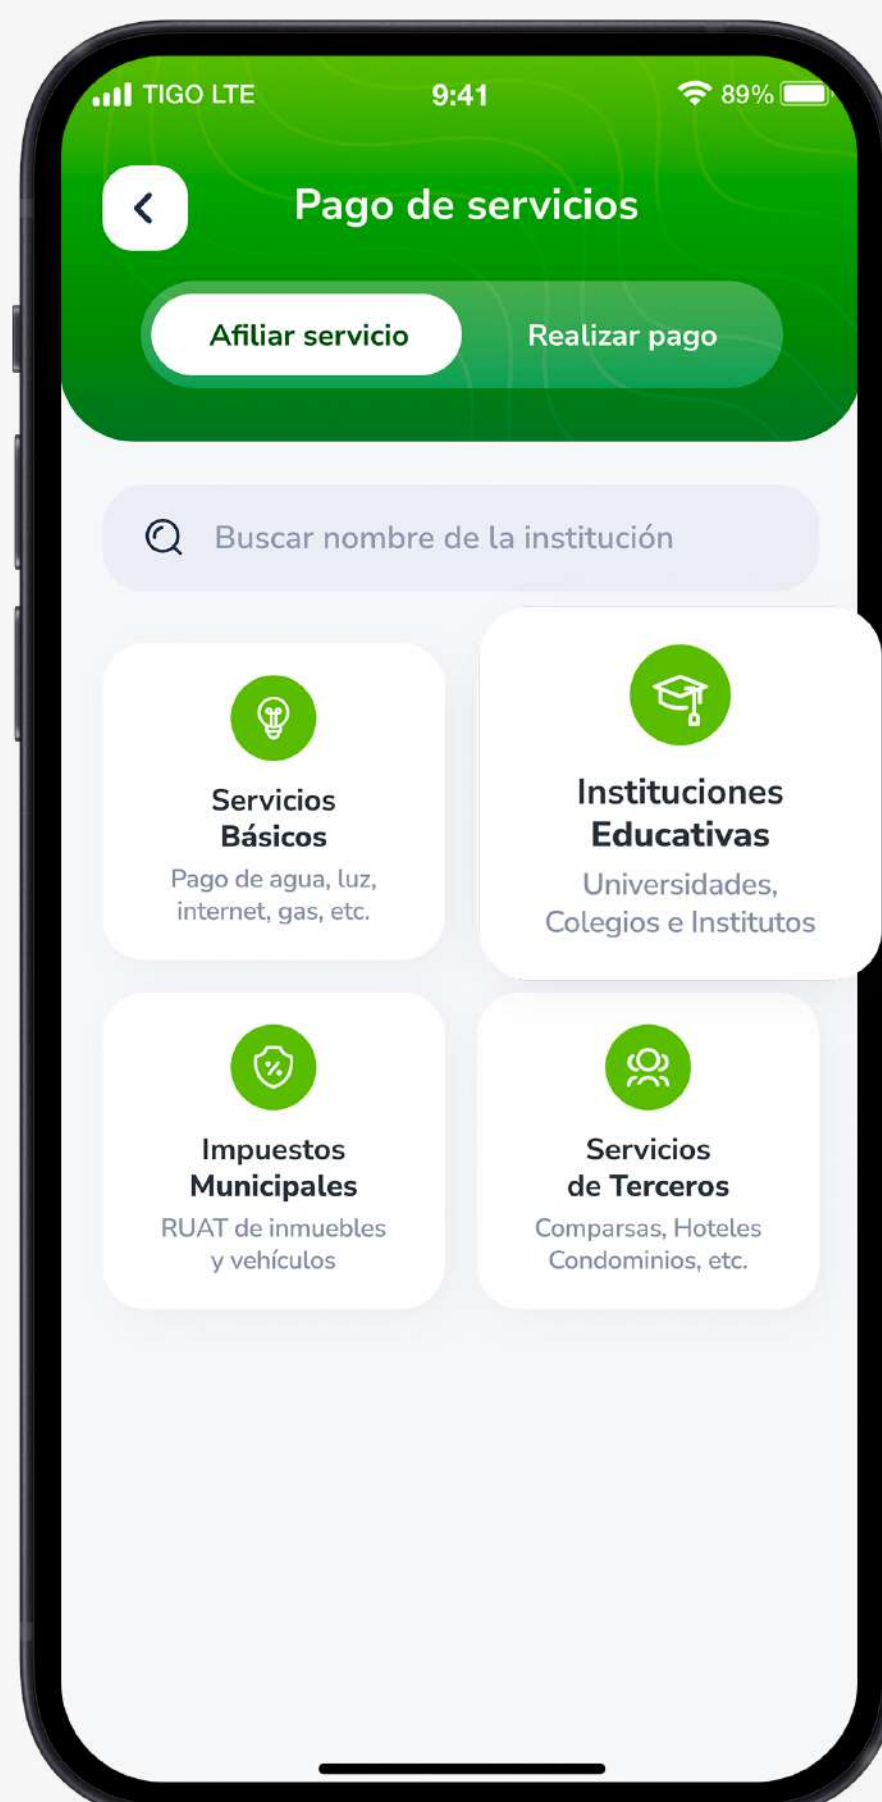 TIGO LTE
9:41
89%
Pago de servicios
Afiliar servicio
Realizar pago
Buscar nombre de la institución
Servicios
Básicos
Pago de agua, luz,
internet, gas, etc.
Instituciones
Educativas
Universidades,
Colegios e Institutos
Impuestos
Municipales
RUAT de inmuebles
y vehículos
Servicios
de Terceros
Comparsas, Hoteles
Condominios, etc.